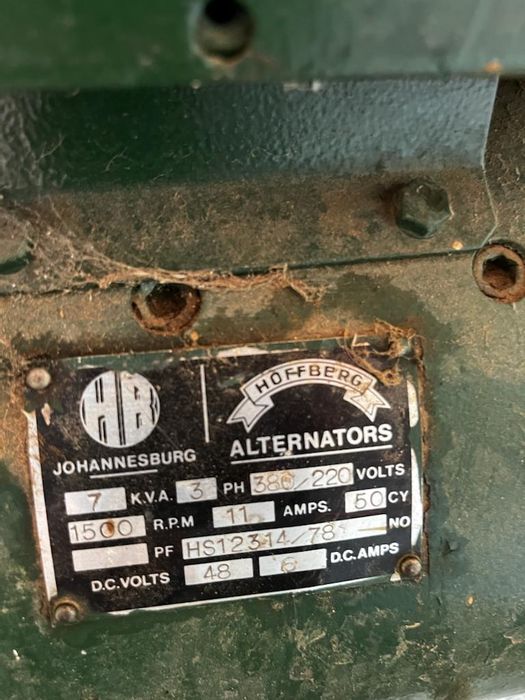 HB
HOFFBERG
JOHANNESBURG ALTERNATORS
7 K.V.A. 3 PH 380/220 VOLTS
1500 R.P.M 11 AMPS. 50 CY
PF HS12314/78 NO
D.C.VOLTS 48 6 D.C.AMPS